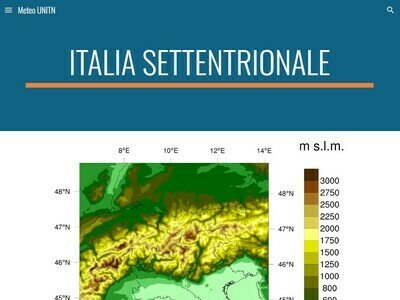 Meteo UNITN
ITALIA SETTENTRIONALE
m s.l.m.
8°E 10°E 12°E 14°E
48°N 48°N
47°N 47°N
46°N 46°N
45°N 45°N
3000
2750
2500
2250
2000
1750
1500
1250
1000
800
600